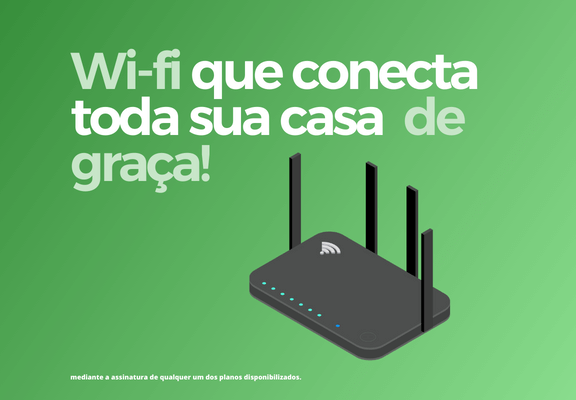 Wi-fi que conecta
toda sua casa de
graça!
mediante a assinatura de qualquer um dos planos disponibilizados.